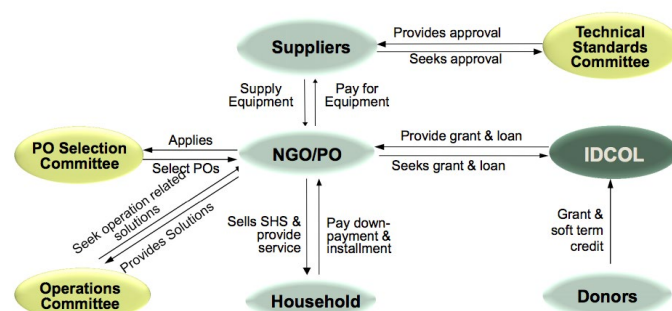 Provides approval
Suppliers
Technical
Standards
Committee
Seeks approval
Supply
Equipment
Pay for
Equipment
PO Selection
Committee
Applies
Select POs
NGO/PO
Provide grant & loan
Seeks grant & loan
IDCOL
Seek operation related
solutions
Provides Solutions
Sells SHS &
provide
service
Pay down-
payment &
installment
Grant &
soft term
credit
Operations
Committee
Household
Donors